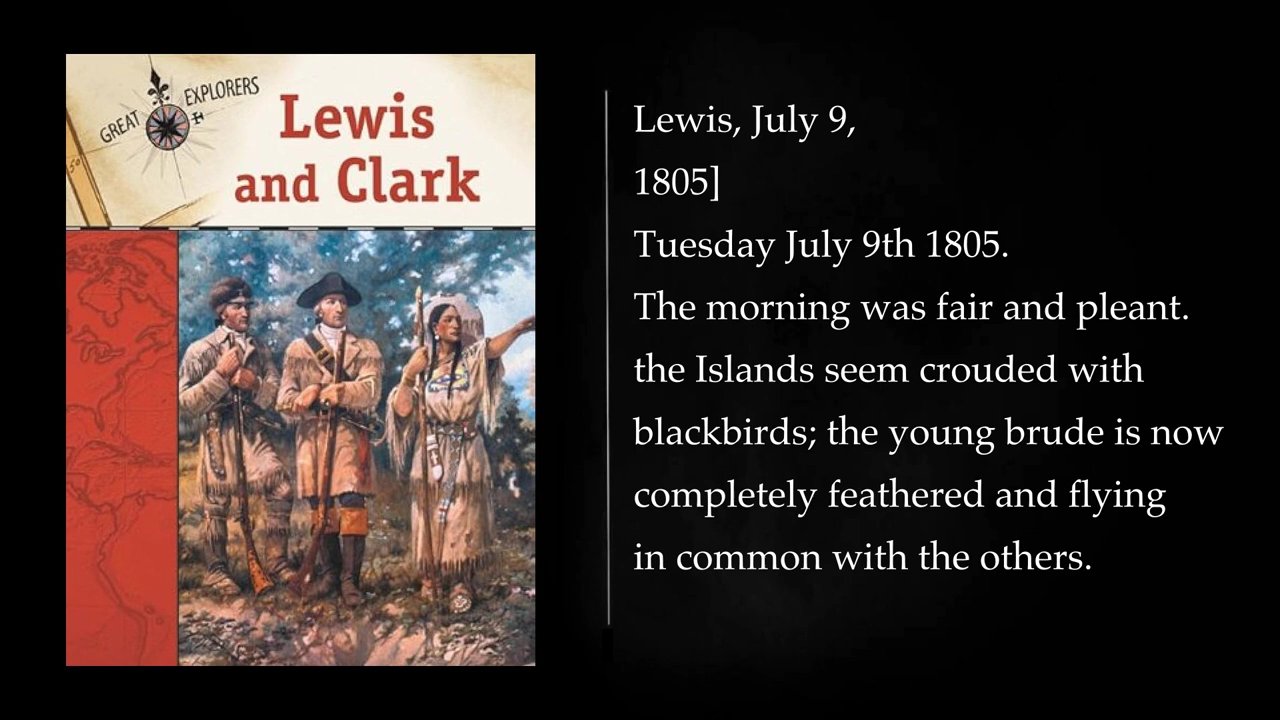 GREAT EXPLORERS
Lewis
and Clark
50
Lewis, July 9,
1805]
Tuesday July 9th 1805.
The morning was fair and pleant.
the Islands seem crouded with
blackbirds; the young brude is now
completely feathered and flying
in common with the others.